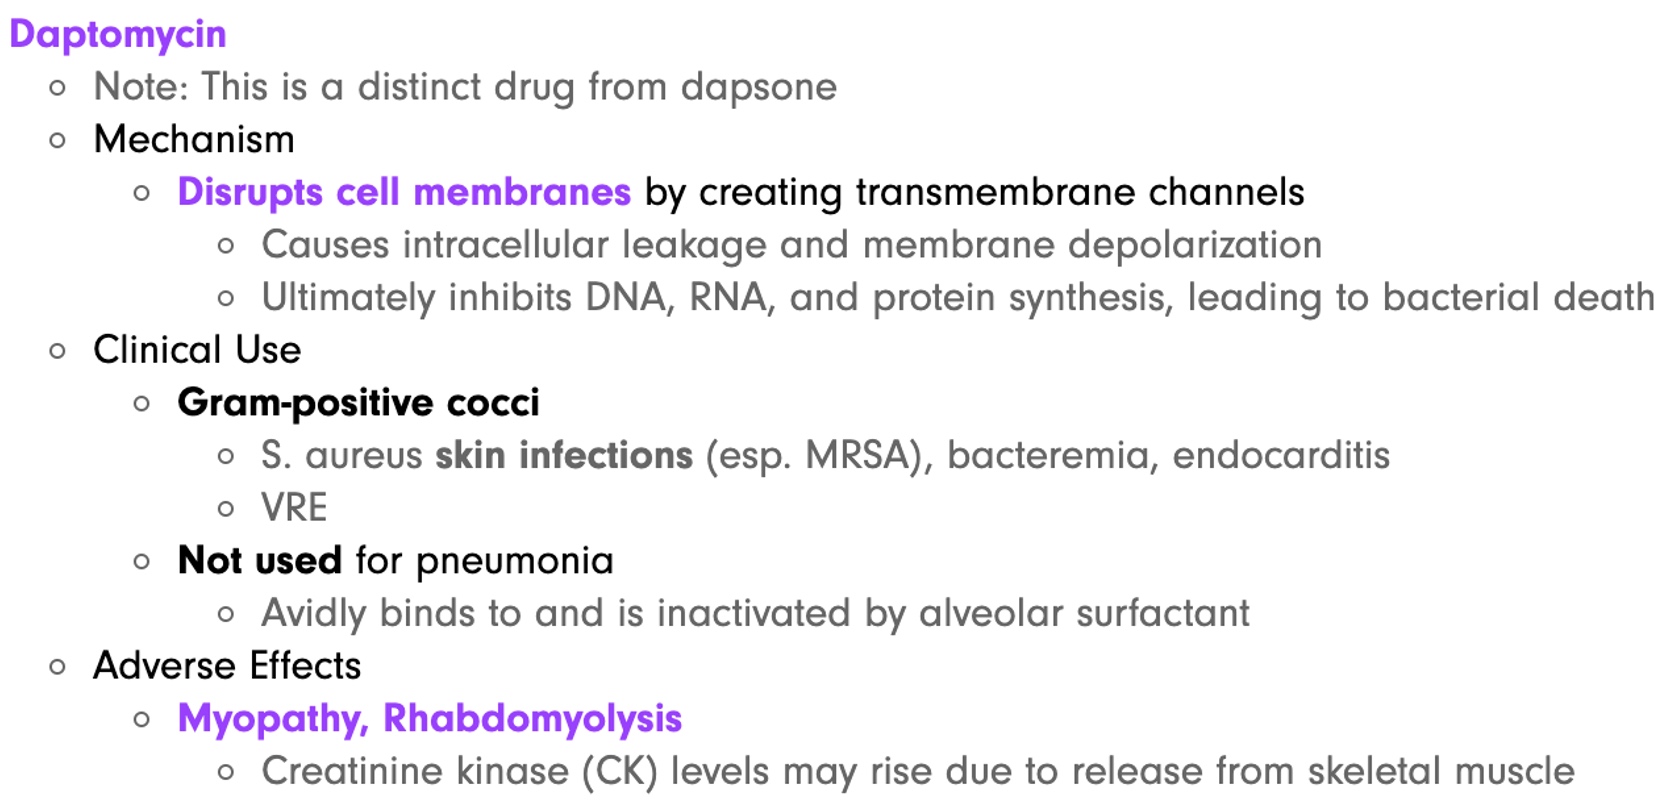 Daptomycin
Note: This is a distinct drug from dapsone
Mechanism
Disrupts cell membranes by creating transmembrane channels
Causes intracellular leakage and membrane depolarization
Ultimately inhibits DNA, RNA, and protein synthesis, leading to bacterial death
Clinical Use
Gram-positive cocci
S. aureus skin infections (esp. MRSA), bacteremia, endocarditis
VRE
Not used for pneumonia
Avidly binds to and is inactivated by alveolar surfactant
Adverse Effects
Myopathy, Rhabdomyolysis
Creatinine kinase (CK) levels may rise due to release from skeletal muscle